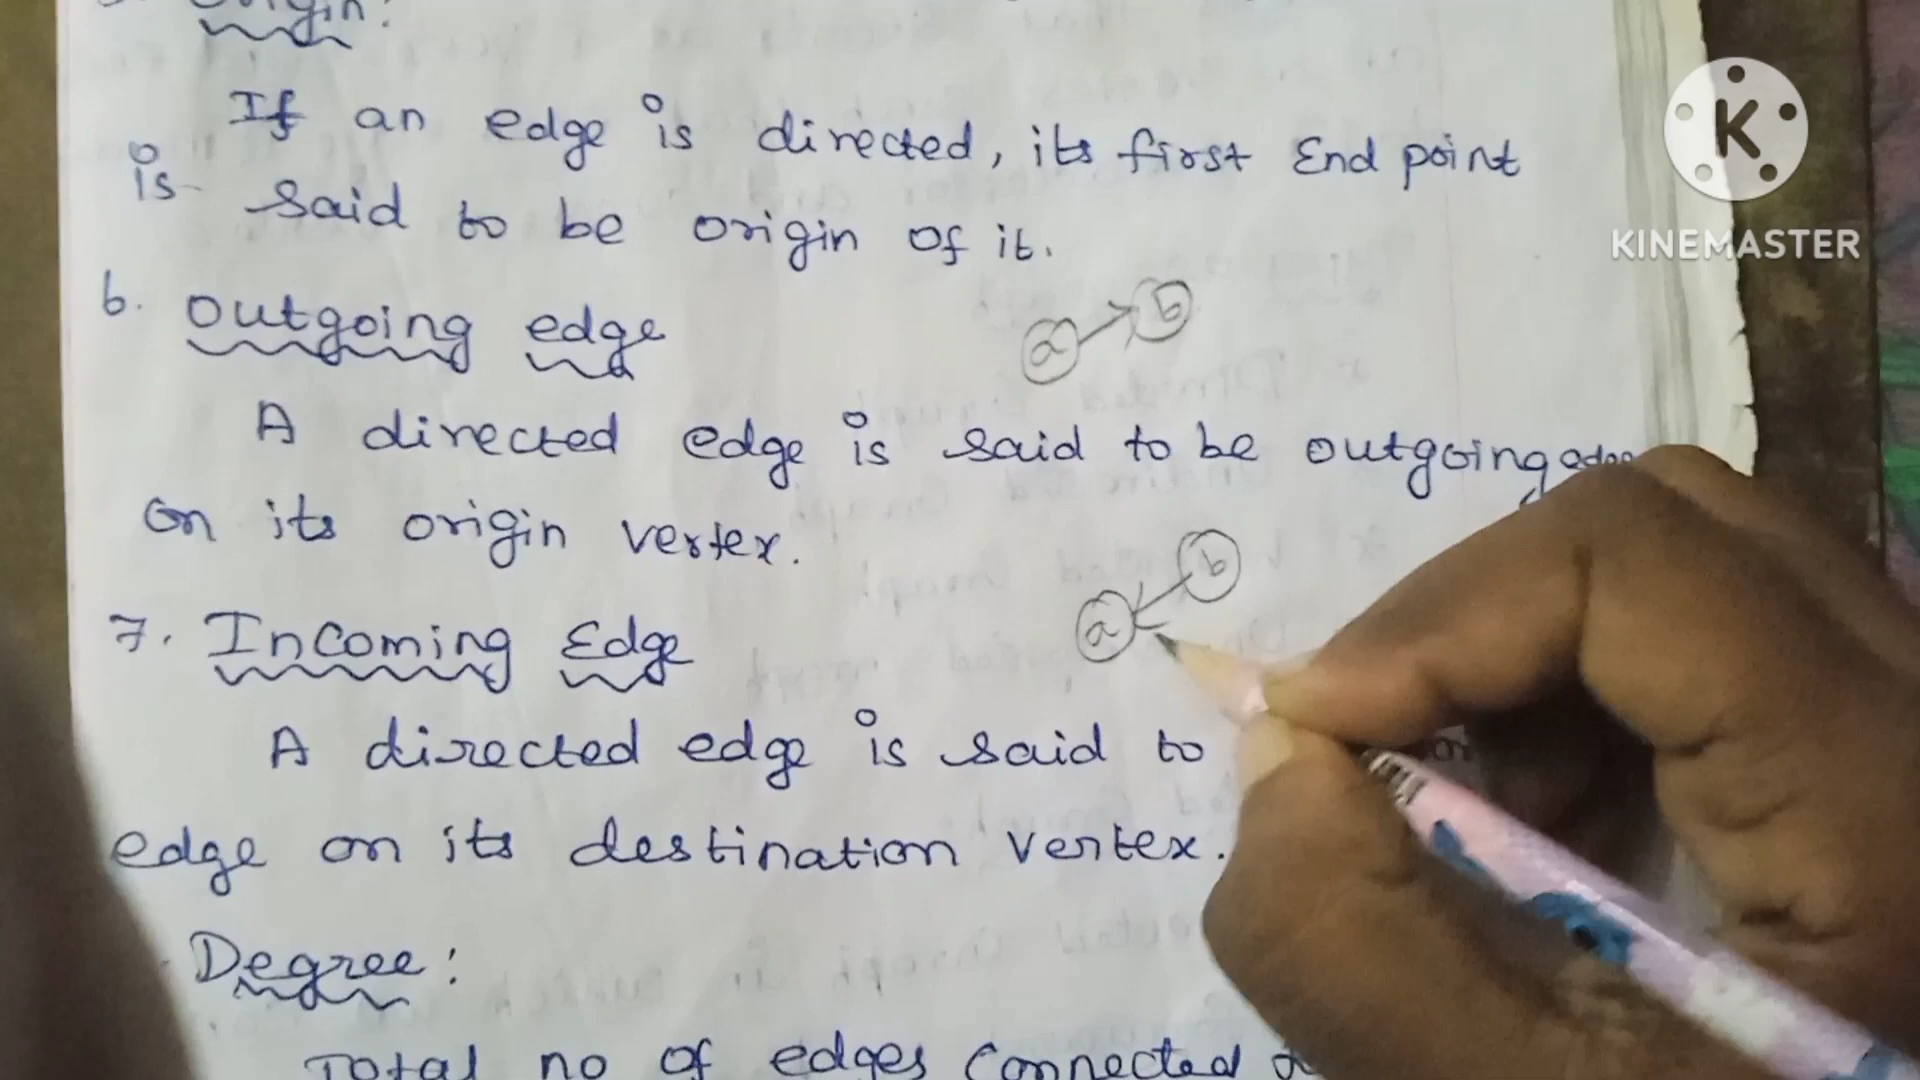 If an edge is directed, its first End point
is said to be origin of it.
6. Outgoing edge
a b
A directed edge is said to be outgoing edge
on its origin vertex.
a b
7. Incoming Edge
A directed edge is said to
edge on its destination vertex.
Degree:
Total no of edges connected
K
KINEMASTER